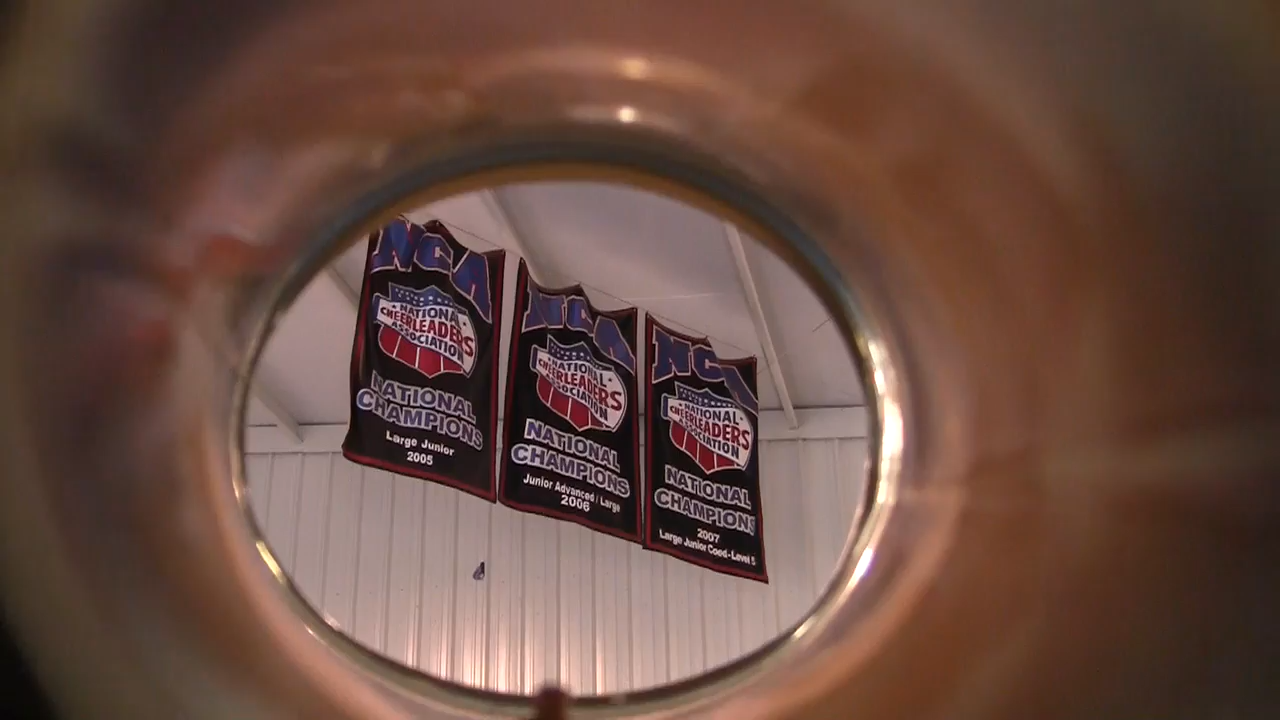 NCA
NATIONAL
CHEERLEADERS
ASSOCIATION
NATIONAL
CHAMPIONS
Large Junior
2005
NCA
NATIONAL
CHEERLEADERS
ASSOCIATION
NATIONAL
CHAMPIONS
Junior Advanced / Large
2006
NCA
NATIONAL
CHEERLEADERS
ASSOCIATION
NATIONAL
CHAMPIONS
2007
Large Junior Coed-Level 5